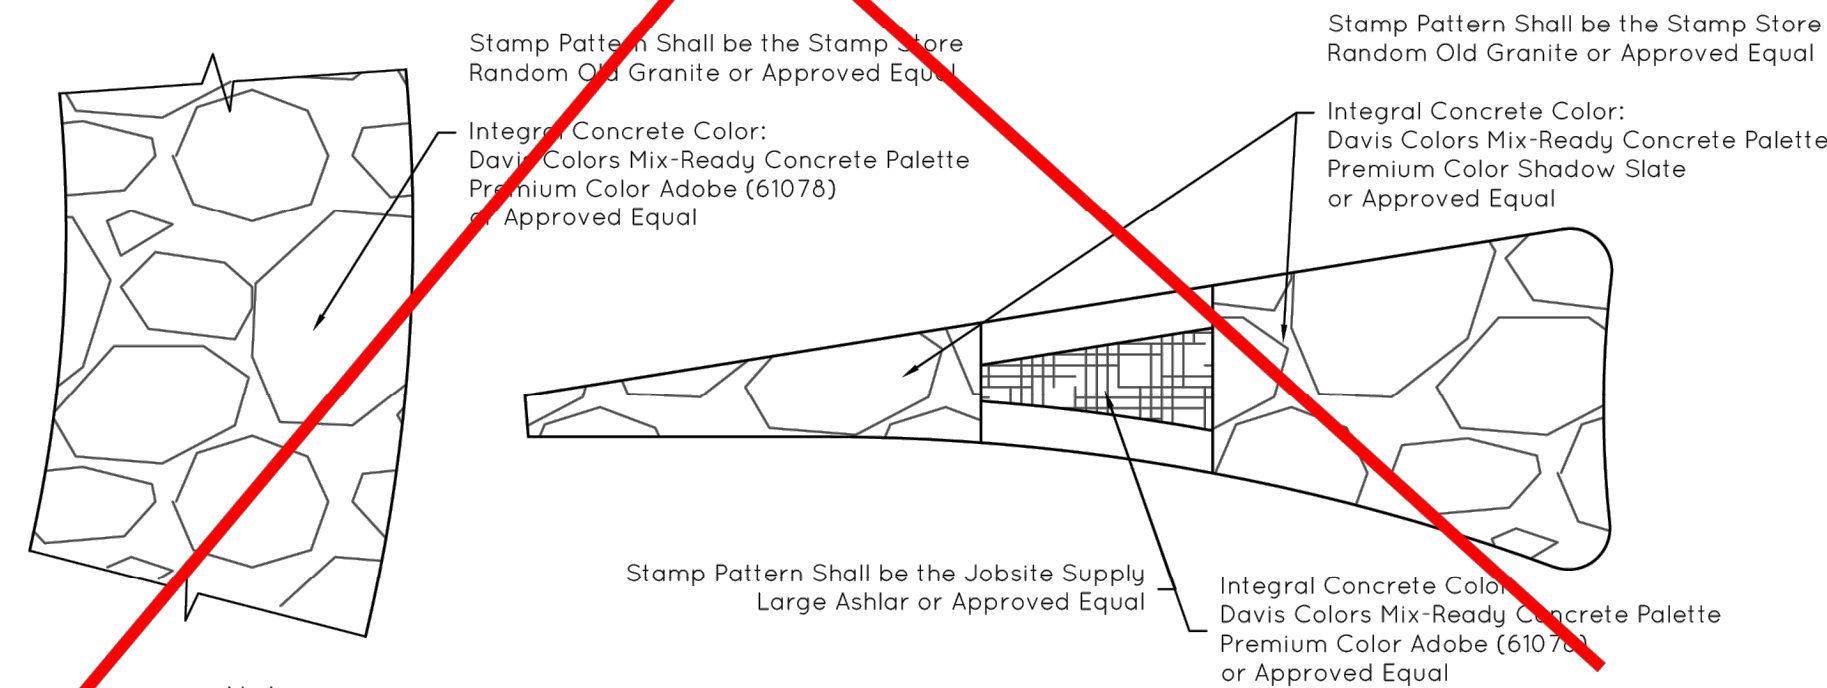 Stamp Pattern Shall be the Stamp Store
Random Old Granite or Approved Equal
Integral Concrete Color:
Davis Colors Mix-Ready Concrete Palette
Premium Color Adobe (61078)
or Approved Equal
Stamp Pattern Shall be the Stamp Store
Random Old Granite or Approved Equal
Integral Concrete Color:
Davis Colors Mix-Ready Concrete Palette
Premium Color Shadow Slate
or Approved Equal
Stamp Pattern Shall be the Jobsite Supply
Large Ashlar or Approved Equal
Integral Concrete Color:
Davis Colors Mix-Ready Concrete Palette
Premium Color Adobe (61078)
or Approved Equal